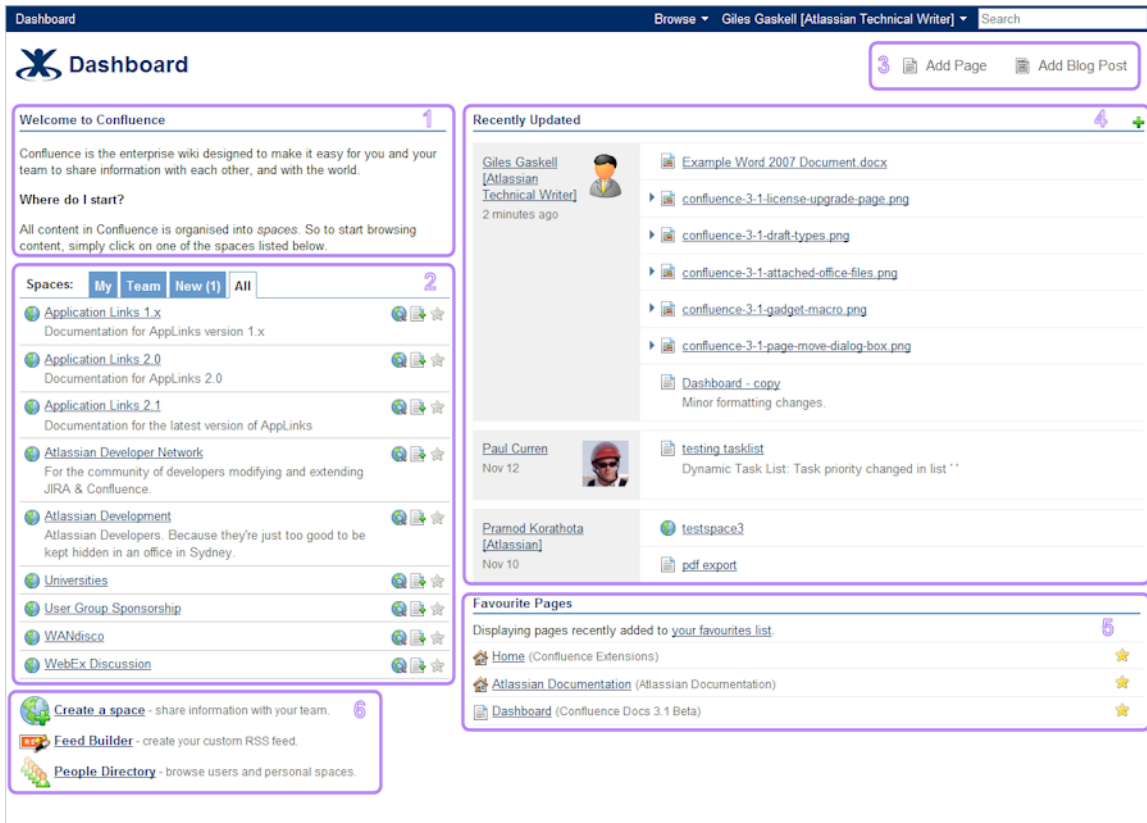 Dashboard
Browse Giles Gaskell [Atlassian Technical Writer] Search
Dashboard
3 Add Page Add Blog Post
Welcome to Confluence 1
Confluence is the enterprise wiki designed to make it easy for you and your
team to share information with each other, and with the world.
Where do I start?
All content in Confluence is organised into spaces. So to start browsing
content, simply click on one of the spaces listed below.
Spaces: My Team New (1) All 2
Application Links 1.x
Documentation for AppLinks version 1.x
Application Links 2.0
Documentation for AppLinks 2.0
Application Links 2.1
Documentation for the latest version of AppLinks
Atlassian Developer Network
For the community of developers modifying and extending
JIRA & Confluence.
Atlassian Development
Atlassian Developers. Because they're just too good to be
kept hidden in an office in Sydney.
Universities
User Group Sponsorship
WANdisco
WebEx Discussion
Create a space - share information with your team. 6
Feed Builder - create your custom RSS feed.
People Directory - browse users and personal spaces.
Recently Updated 4
Giles Gaskell
[Atlassian
Technical Writer]
2 minutes ago
Example Word 2007 Document.docx
confluence-3-1-license-upgrade-page.png
confluence-3-1-draft-types.png
confluence-3-1-attached-office-files.png
confluence-3-1-gadget-macro.png
confluence-3-1-page-move-dialog-box.png
Dashboard - copy
Minor formatting changes.
Paul Curren
Nov 12
testing tasklist
Dynamic Task List: Task priority changed in list ``
Pramod Korathota
[Atlassian]
Nov 10
testspace3
pdf export
Favourite Pages
Displaying pages recently added to your favourites list. 5
Home (Confluence Extensions)
Atlassian Documentation (Atlassian Documentation)
Dashboard (Confluence Docs 3.1 Beta)